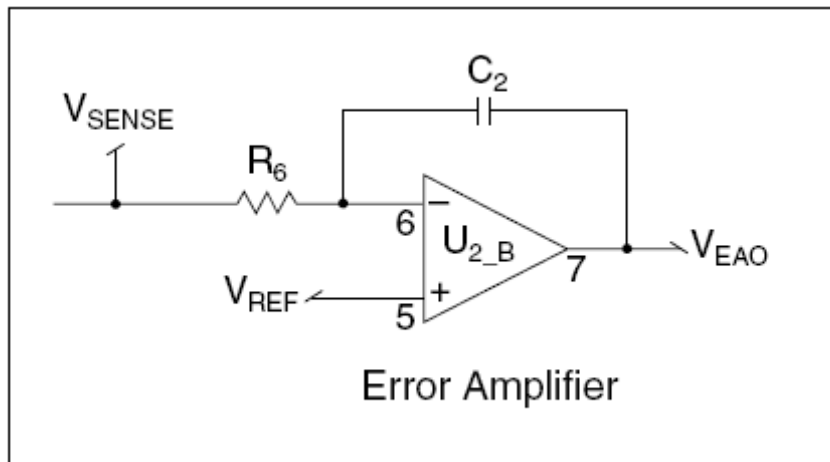 C2
VSENSE
R6
6
U2_B
7
VEAO
VREF
5
Error Amplifier